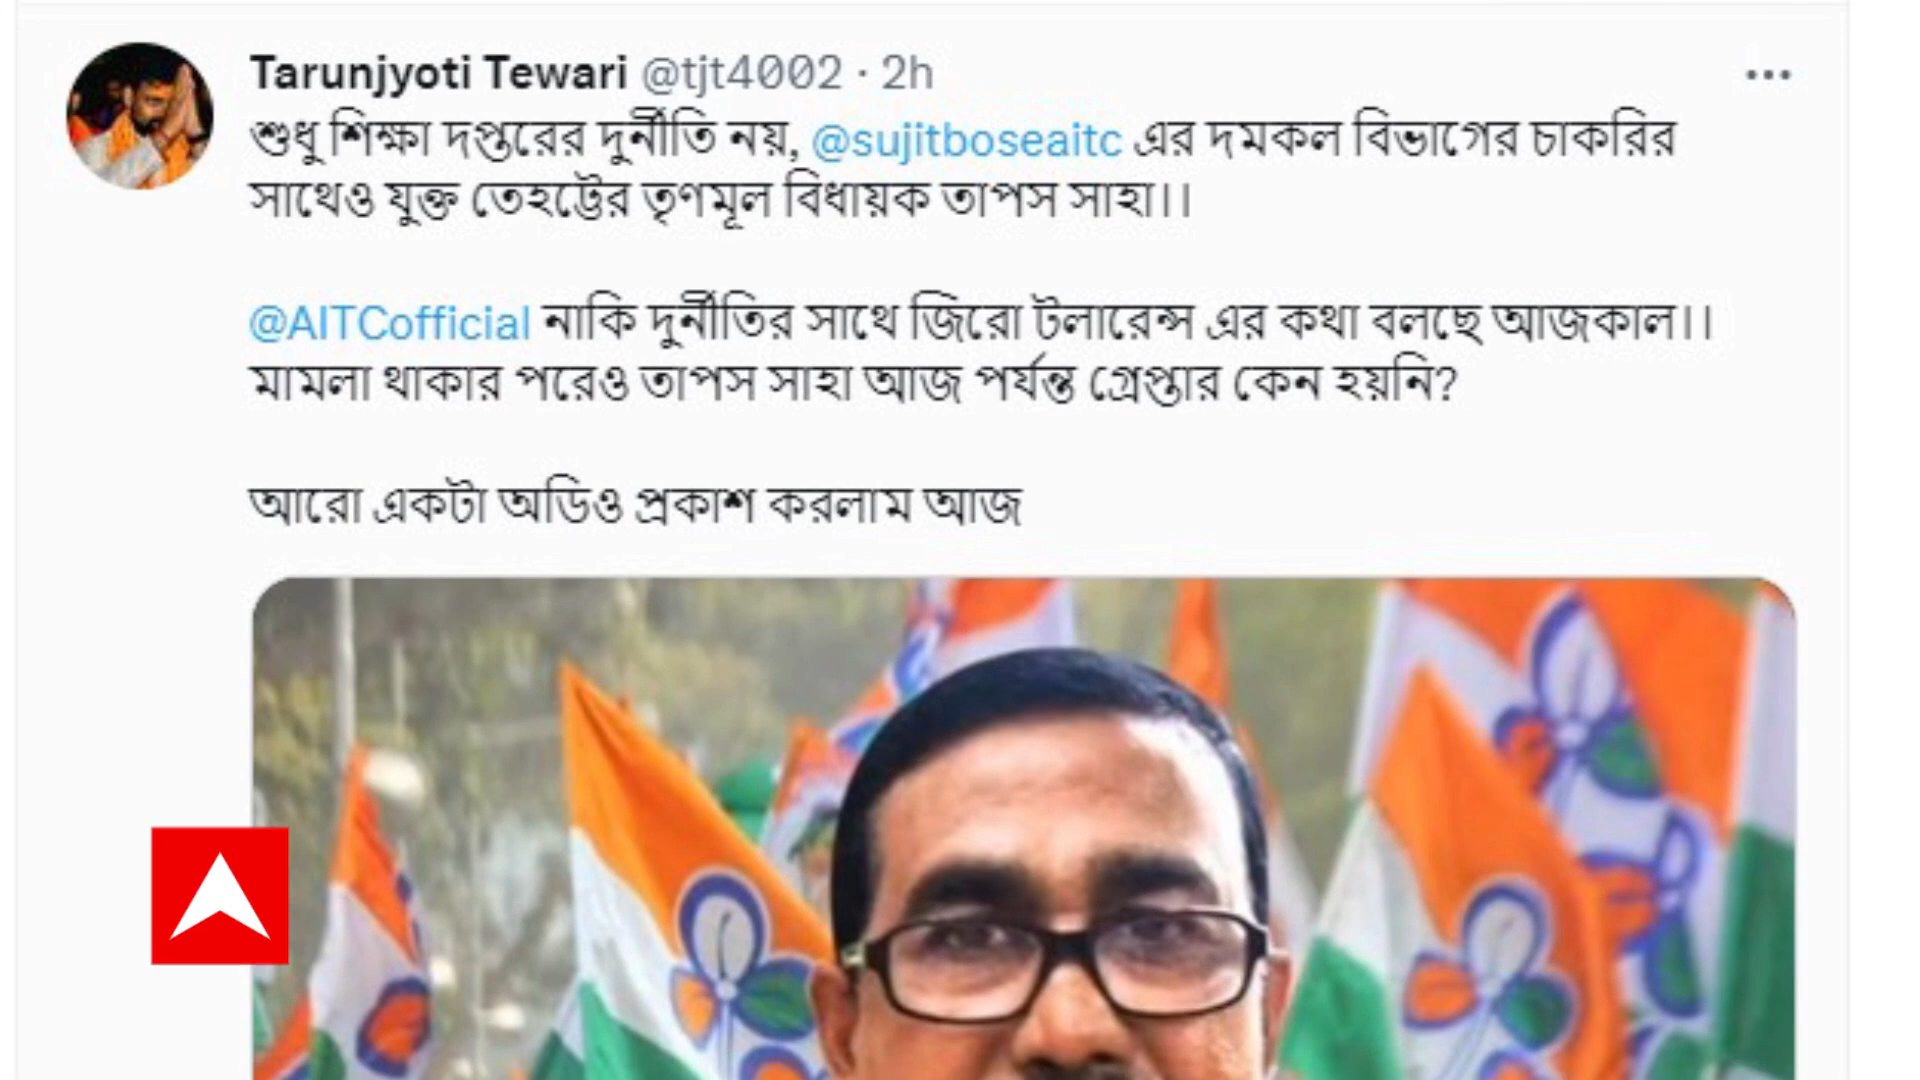 Tarunjyoti Tewari @tjt4002 · 2h
শুধু শিক্ষা দপ্তরের দুর্নীতি নয়, @sujitboseaitc এর দমকল বিভাগের চাকরির
সাথেও যুক্ত তেহট্টের তৃণমূল বিধায়ক তাপস সাহা।।
@AITCofficial নাকি দুর্নীতির সাথে জিরো টলারেন্স এর কথা বলছে আজকাল।।
মামলা থাকার পরেও তাপস সাহা আজ পর্যন্ত গ্রেপ্তার কেন হয়নি?
আরো একটা অডিও প্রকাশ করলাম আজ